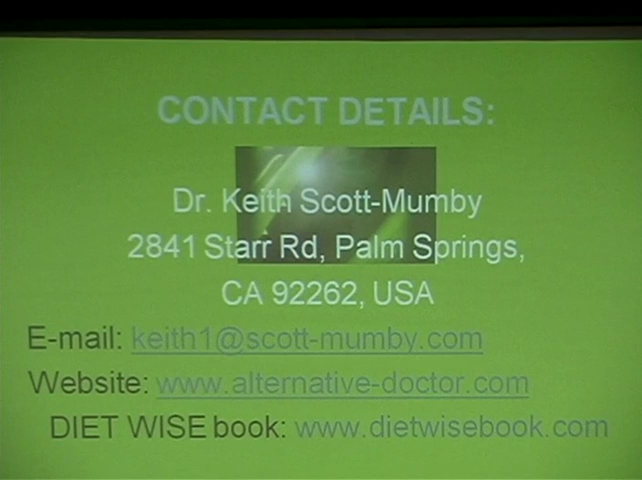 CONTACT DETAILS:
Dr. Keith Scott-Mumby
2841 Starr Rd, Palm Springs,
CA 92262, USA
E-mail: keith1@scott-mumby.com
Website: www.alternative-doctor.com
DIET WISE book: www.dietwisebook.com